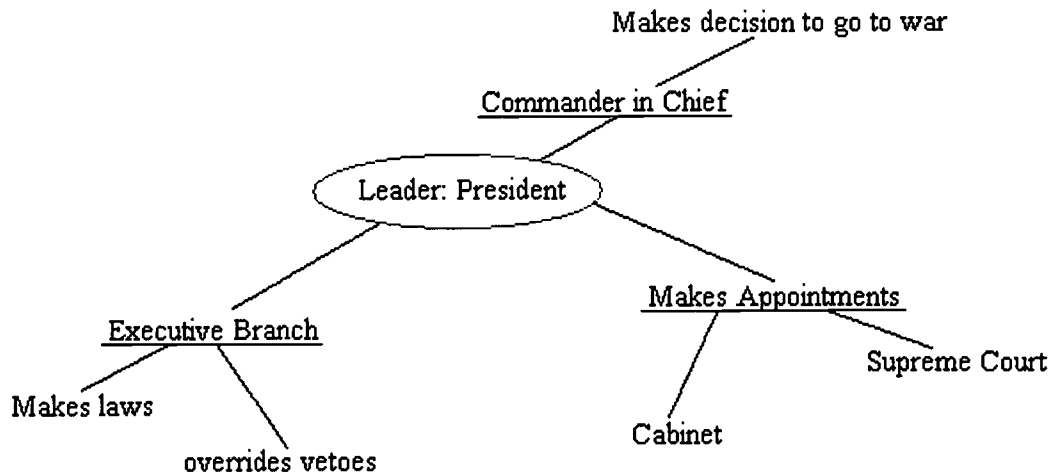 Makes decision to go to war
Commander in Chief
Leader: President
Makes Appointments
Executive Branch
Supreme Court
Makes laws
Cabinet
overrides vetoes